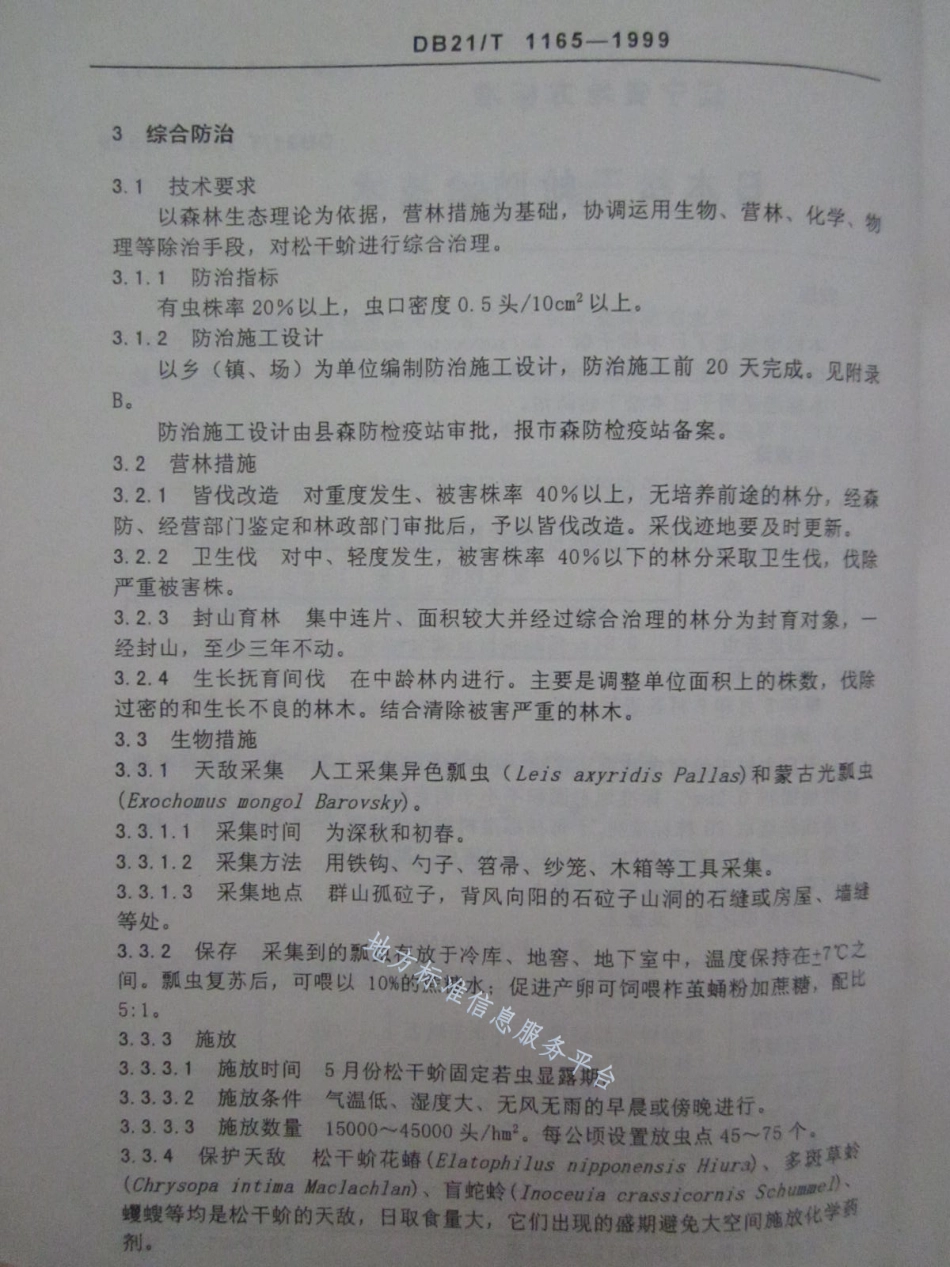 DB21/T 1165—1999
3 综合防治
3.1 技术要求
以森林生态理论为依据，营林措施为基础，协调运用生物、营林、化学、物
理等除治手段，对松干蚧进行综合治理。
3.1.1 防治指标
有虫株率20%以上，虫口密度0.5头/10cm²以上。
3.1.2 防治施工设计
以乡（镇、场）为单位编制防治施工设计，防治施工前 20 天完成。见附录
B。
防治施工设计由县森防检疫站审批，报市森防检疫站备案。
3.2 营林措施
3.2.1 皆伐改造 对重度发生、被害株率 40%以上，无培养前途的林分，经森
防、经营部门鉴定和林政部门审批后，予以皆伐改造。采伐迹地要及时更新。
3.2.2 卫生伐 对中、轻度发生，被害株率 40%以下的林分采取卫生伐，伐除
严重被害株。
3.2.3 封山育林 集中连片、面积较大并经过综合治理的林分为封育对象，一
经封山，至少三年不动。
3.2.4 生长抚育间伐 在中龄林内进行。主要是调整单位面积上的株数，伐除
过密的和生长不良的林木。结合清除被害严重的林木。
3.3 生物措施
3.3.1 天敌采集 人工采集异色瓢虫（Leis axyridis Pallas)和蒙古光瓢虫
(Exochomus mongol Barovsky)。
3.3.1.1 采集时间 为深秋和初春。
3.3.1.2 采集方法 用铁钩、勺子、笤帚、纱笼、木箱等工具采集。
3.3.1.3 采集地点 群山孤砬子，背风向阳的石砬子山洞的石缝或房屋、墙缝
等处。
3.3.2 保存 采集到的瓢虫存放于冷库、地窖、地下室中，温度保持在±7℃之
间。瓢虫复苏后，可喂以 10%的蔗糖水；促进产卵可饲喂柞茧蛹粉加蔗糖，配比
5:1。
3.3.3 施放
3.3.3.1 施放时间 5月份松干蚧固定若虫显露期
3.3.3.2 施放条件 气温低、湿度大、无风无雨的早晨或傍晚进行。
3.3.3.3 施放数量 15000～45000 头/hm²。每公顷设置放虫点 45～75 个。
3.3.4 保护天敌 松干蚧花蝽(Elatophilus nipponensis Hiura)、多斑草蛉
(Chrysopa intima Maclachlan)、盲蛇蛉(Inoceuia crassicornis Schummel)、
蠼螋等均是松干蚧的天敌，日取食量大，它们出现的盛期避免大空间施放化学药
剂。
地方标准信息服务平台